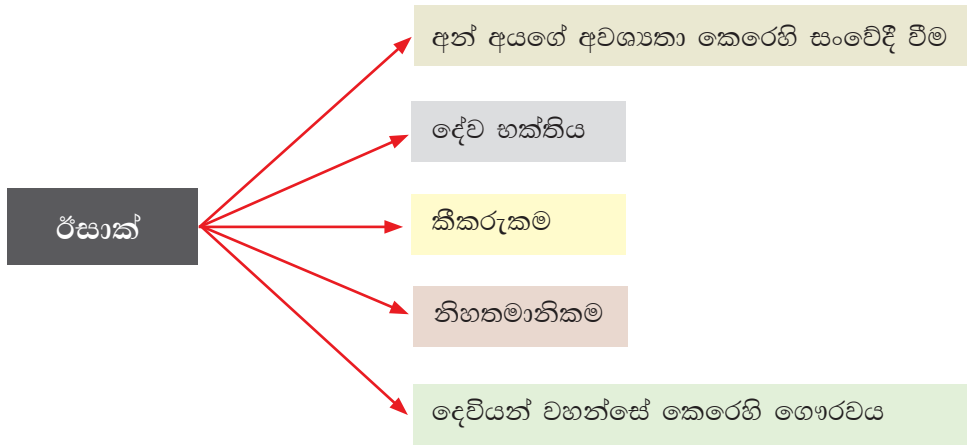 ඊසාක්
අන් අයගේ අවශ්‍යතා කෙරෙහි සංවේදී වීම
දේව භක්තිය
කීකරුකම
නිහතමානිකම
දෙවියන් වහන්සේ කෙරෙහි ගෞරවය